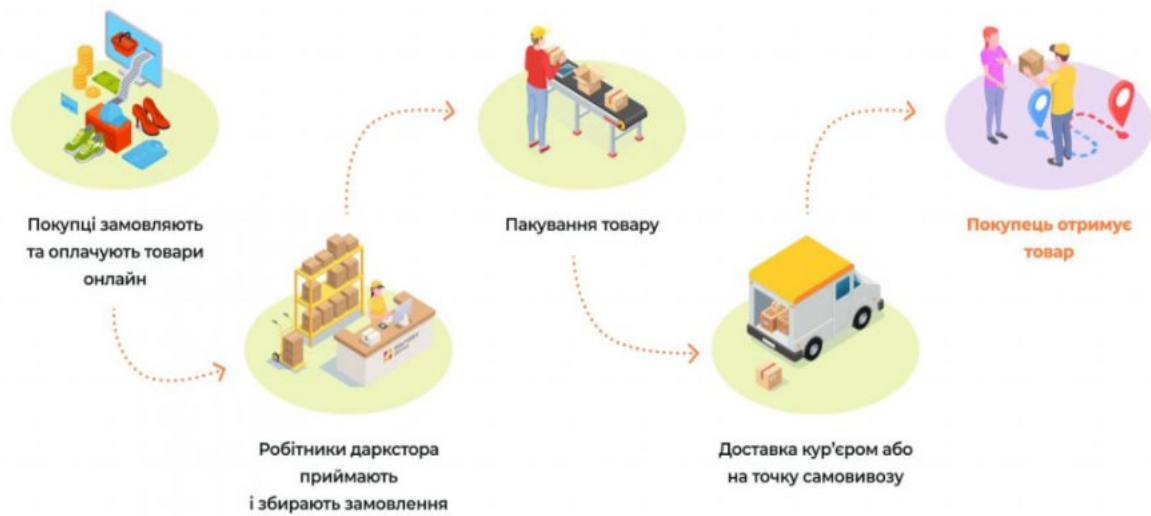 Покупці замовляють
та оплачують товари
онлайн
Робітники даркстора
приймають
і збирають замовлення
Пакування товару
Доставка кур’єром або
на точку самовивозу
Покупець отримує
товар